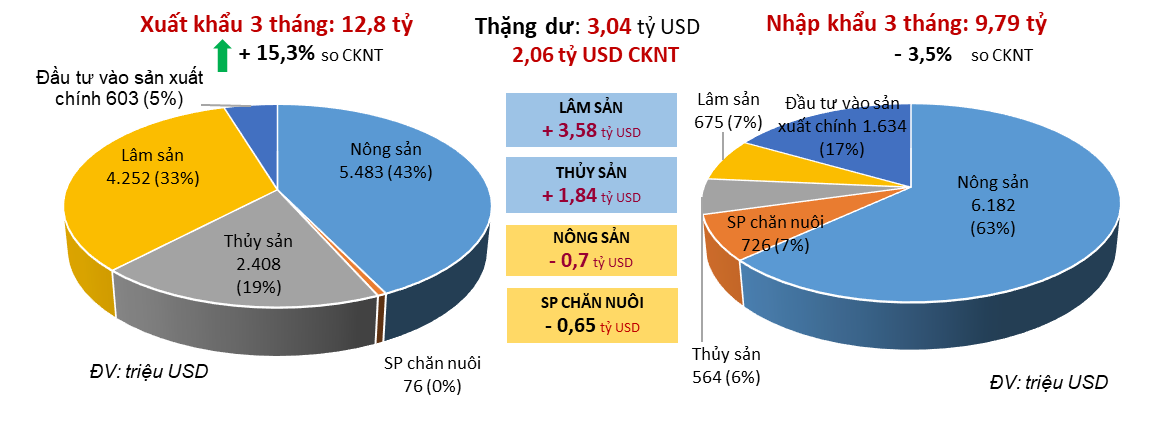 Xuất khẩu 3 tháng: 12,8 tỷ
+ 15,3% so CKNT
Đầu tư vào sản xuất
chính 603 (5%)
Lâm sản
4.252 (33%)
Nông sản
5.483 (43%)
Thủy sản
2.408
(19%)
SP chăn nuôi
76 (0%)
ĐV: triệu USD
Thặng dư: 3,04 tỷ USD
2,06 tỷ USD CKNT
LÂM SẢN
+ 3,58 tỷ USD
THỦY SẢN
+ 1,84 tỷ USD
NÔNG SẢN
- 0,7 tỷ USD
SP CHĂN NUÔI
- 0,65 tỷ USD
Nhập khẩu 3 tháng: 9,79 tỷ
- 3,5% so CKNT
Lâm sản
675 (7%)
Đầu tư vào sản
xuất chính 1.634
(17%)
Nông sản
6.182
(63%)
SP chăn nuôi
726 (7%)
Thủy sản
564 (6%)
ĐV: triệu USD